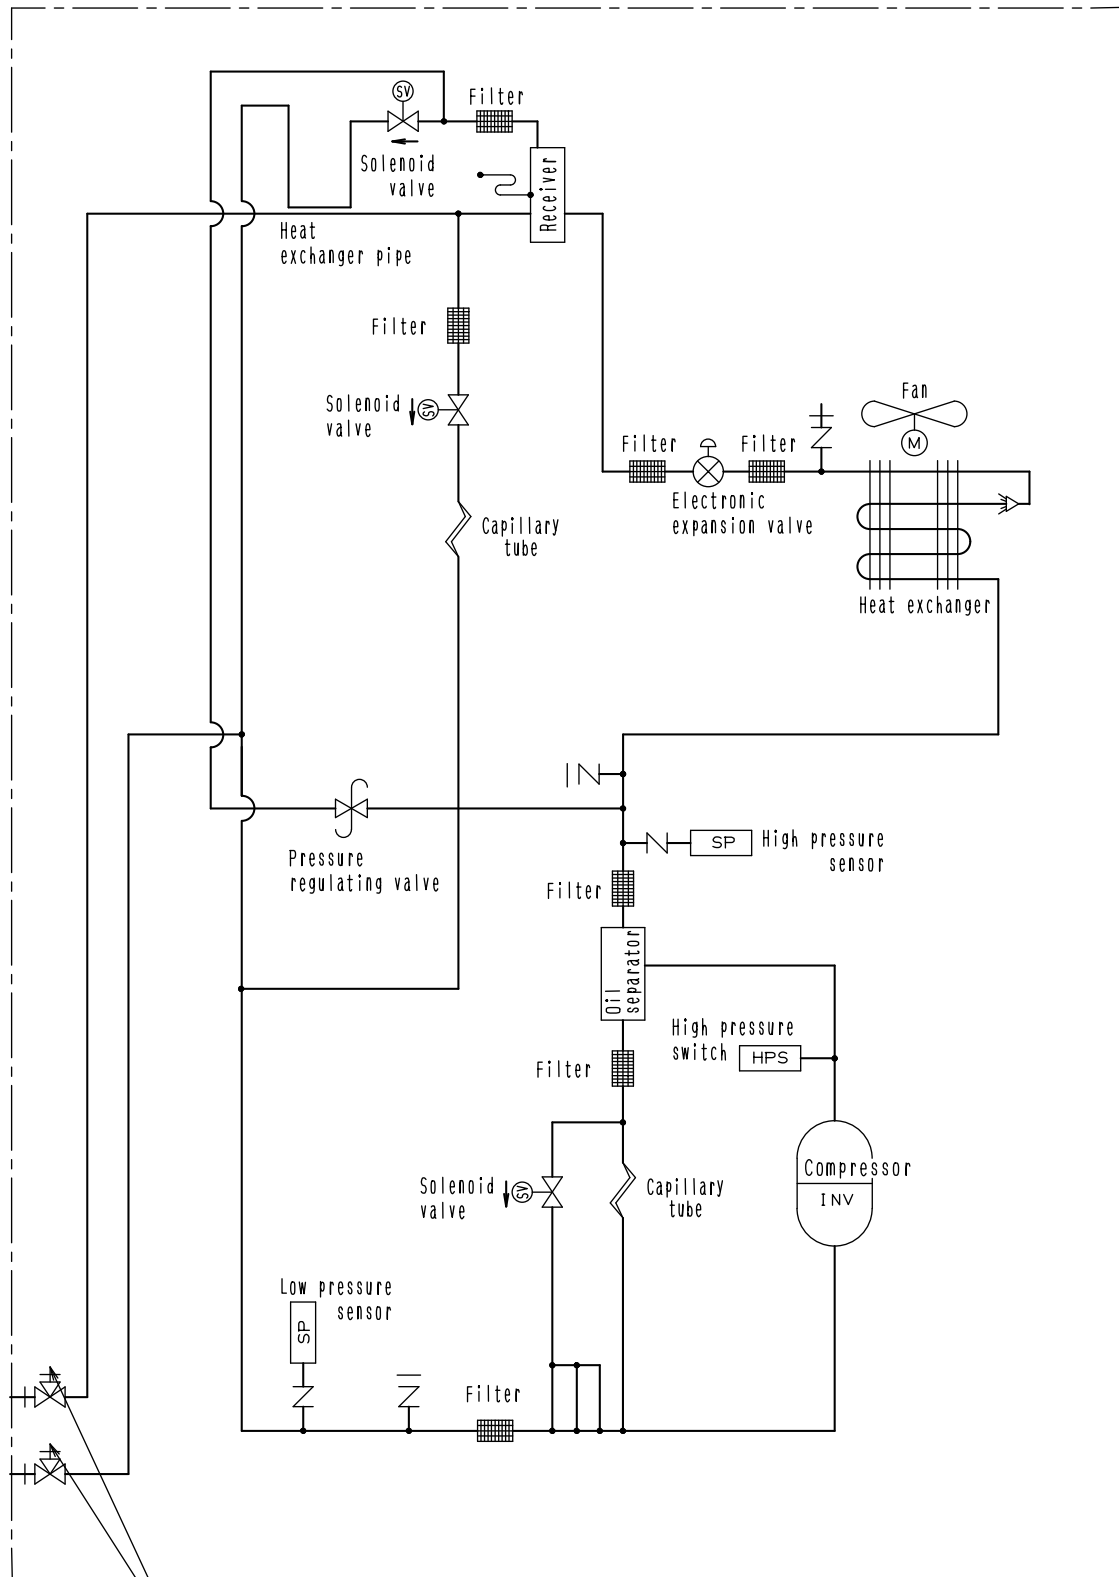 SV
Filter
Solenoid
valve
Receiver
Heat
exchanger pipe
Filter
Solenoid
valve
SV
Fan
M
Filter
Filter
Electronic
expansion valve
Capillary
tube
Heat exchanger
High pressure
sensor
SP
Pressure
regulating valve
Filter
Oil
separator
High pressure
switch
HPS
Filter
Compressor
INV
Solenoid
valve
SV
Capillary
tube
Low pressure
sensor
SP
Filter